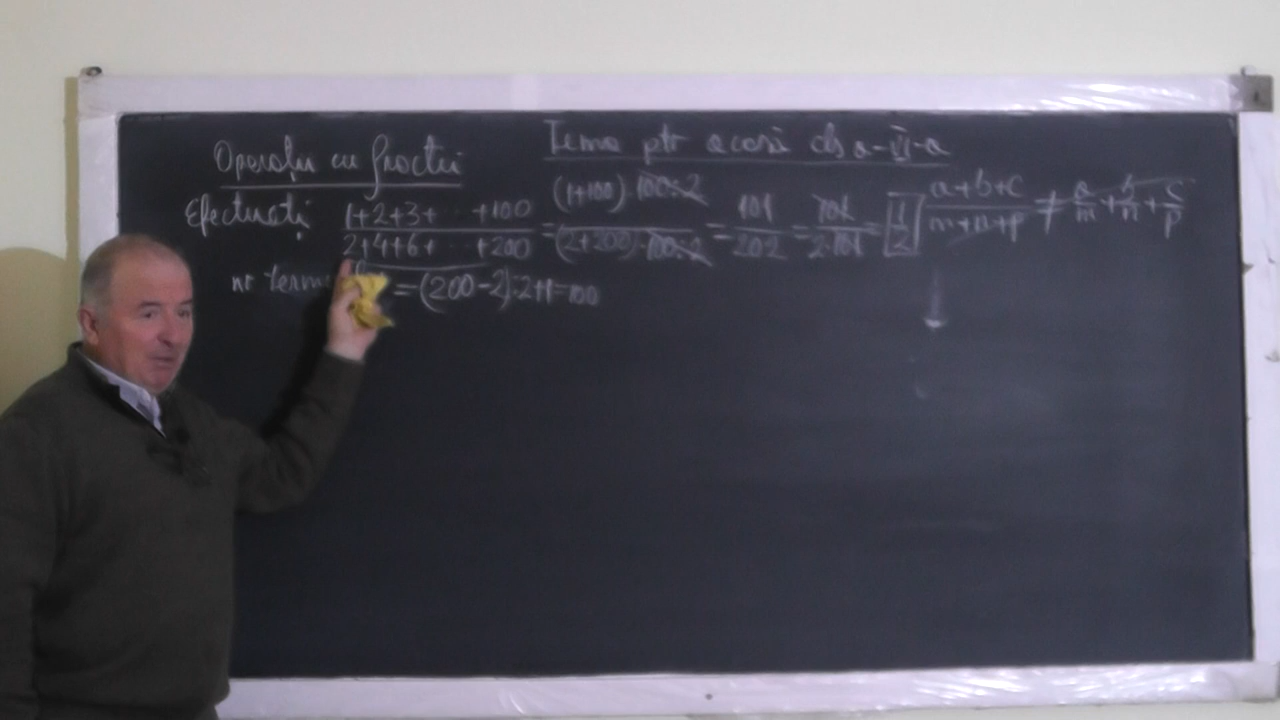 Operații cu fracții
Tema ptr acasă cls a-VI-a
Efectuați 1+2+3+ ... +100 / 2+4+6+ ... +200 = (1+100)·100:2 / (2+200)·100:2 = 101/202 = 101/2·101 = 1/2
a+b+c / m+n+p ≠ a/m + b/n + c/p
nr = (200-2):2+1=100